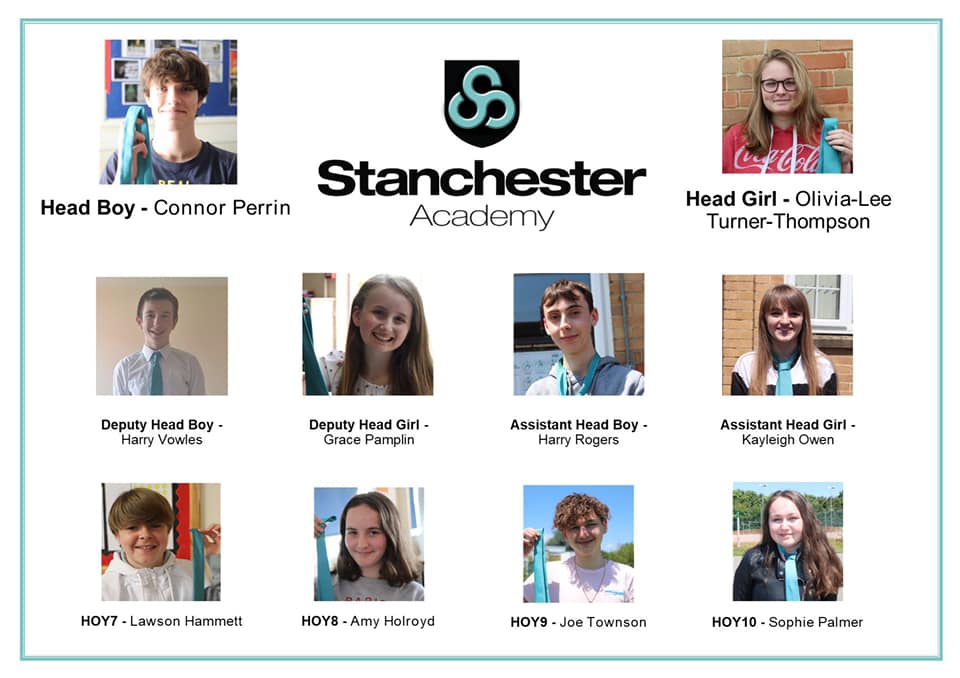 Stanchester
Academy
Head Boy - Connor Perrin
Head Girl - Olivia-Lee
Turner-Thompson
Coca-Cola
Deputy Head Boy -
Harry Vowles
Deputy Head Girl -
Grace Pamplin
Assistant Head Boy -
Harry Rogers
Assistant Head Girl -
Kayleigh Owen
HOY7 - Lawson Hammett
HOY8 - Amy Holroyd
HOY9 - Joe Townson
HOY10 - Sophie Palmer